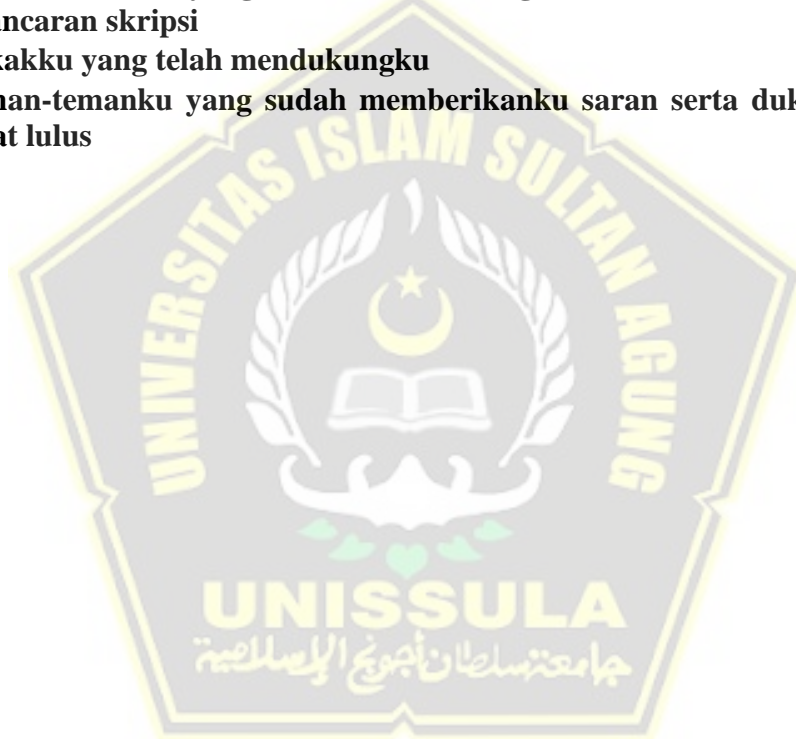 ancaran skripsi
kakku yang telah mendukungku
nan-temanku yang sudah memberikanku saran serta duk
at lulus
UNIVERSITAS ISLAM SULTAN AGUNG
UNISSULA
جامعة سلطان أجونج الإسلامية